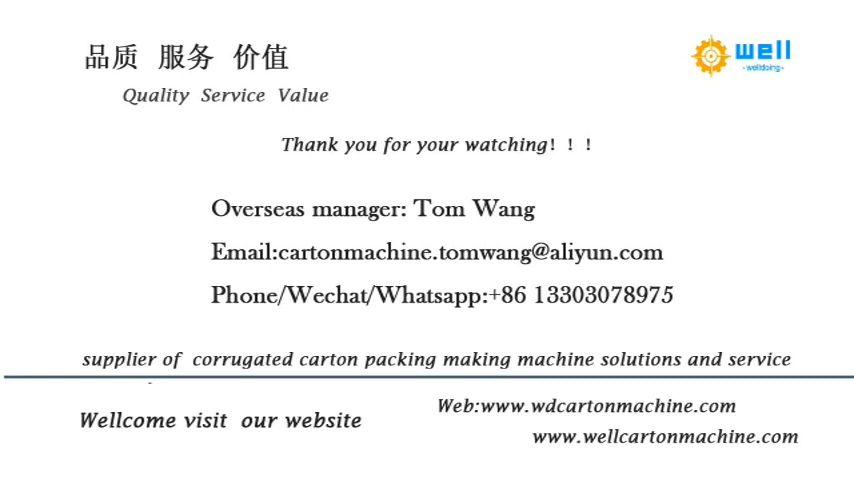 品质 服务 价值
well
-welldoing-
Quality Service Value
Thank you for your watching！！！
Overseas manager: Tom Wang
Email:cartonmachine.tomwang@aliyun.com
Phone/Wechat/Whatsapp:+86 13303078975
supplier of corrugated carton packing making machine solutions and service
Wellcome visit our website
Web:www.wdcartonmachine.com
www.wellcartonmachine.com